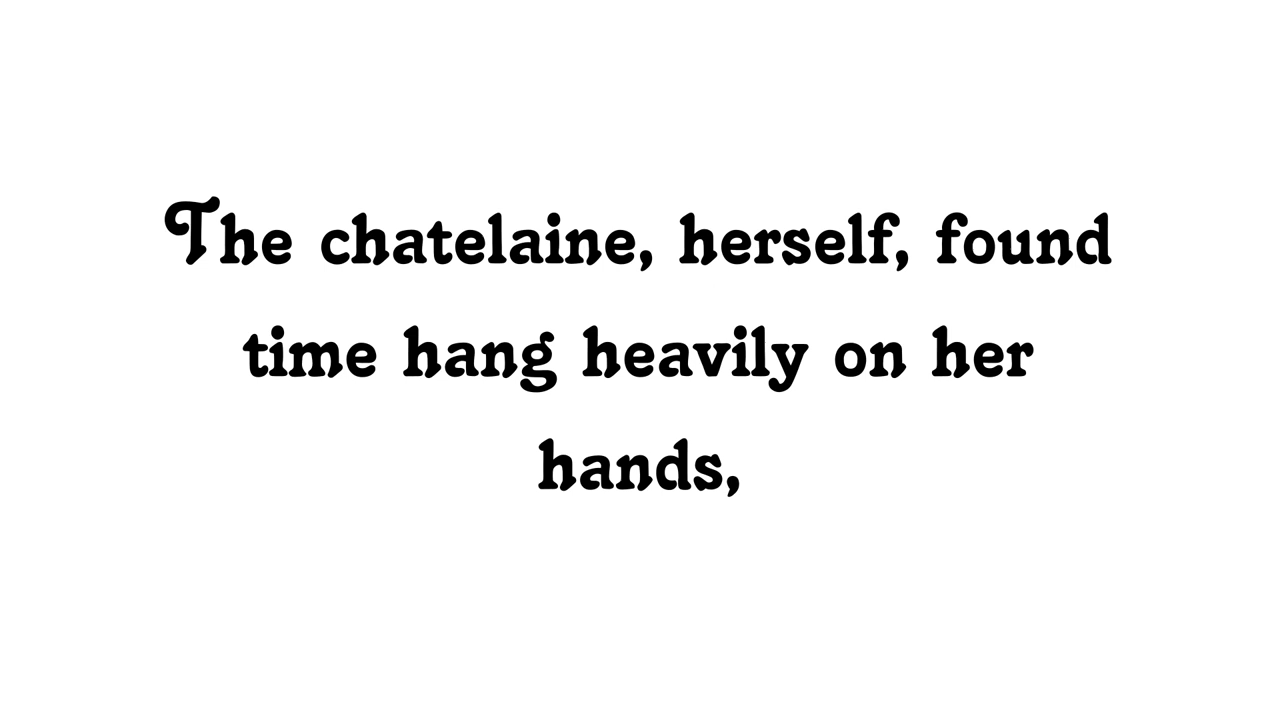 The chatelaine, herself, found
time hang heavily on her
hands,